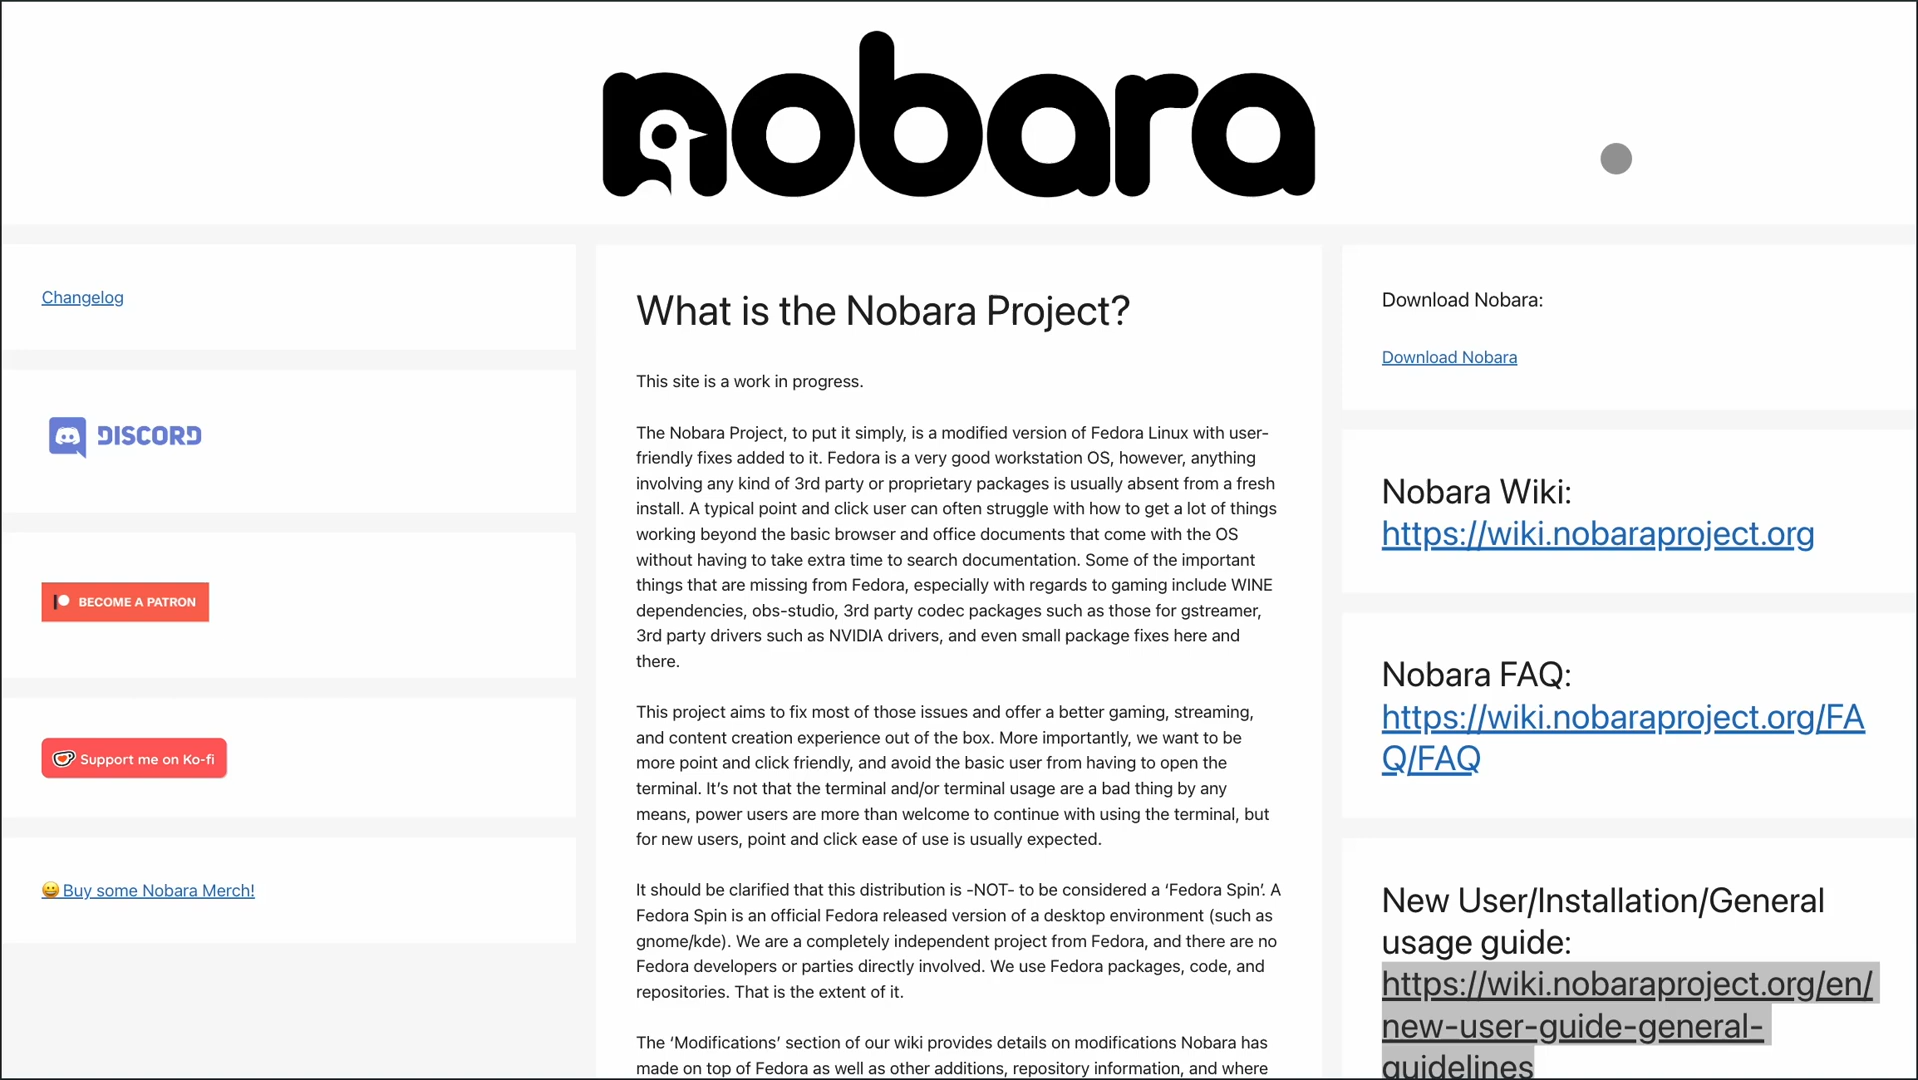 nobara
Changelog
DISCORD
BECOME A PATRON
Support me on Ko-fi
😀 Buy some Nobara Merch!
What is the Nobara Project?
This site is a work in progress.
The Nobara Project, to put it simply, is a modified version of Fedora Linux with user-
friendly fixes added to it. Fedora is a very good workstation OS, however, anything
involving any kind of 3rd party or proprietary packages is usually absent from a fresh
install. A typical point and click user can often struggle with how to get a lot of things
working beyond the basic browser and office documents that come with the OS
without having to take extra time to search documentation. Some of the important
things that are missing from Fedora, especially with regards to gaming include WINE
dependencies, obs-studio, 3rd party codec packages such as those for gstreamer,
3rd party drivers such as NVIDIA drivers, and even small package fixes here and
there.
This project aims to fix most of those issues and offer a better gaming, streaming,
and content creation experience out of the box. More importantly, we want to be
more point and click friendly, and avoid the basic user from having to open the
terminal. It’s not that the terminal and/or terminal usage are a bad thing by any
means, power users are more than welcome to continue with using the terminal, but
for new users, point and click ease of use is usually expected.
It should be clarified that this distribution is -NOT- to be considered a ‘Fedora Spin’. A
Fedora Spin is an official Fedora released version of a desktop environment (such as
gnome/kde). We are a completely independent project from Fedora, and there are no
Fedora developers or parties directly involved. We use Fedora packages, code, and
repositories. That is the extent of it.
The ‘Modifications’ section of our wiki provides details on modifications Nobara has
made on top of Fedora as well as other additions, repository information, and where
Download Nobara:
Download Nobara
Nobara Wiki:
https://wiki.nobaraproject.org
Nobara FAQ:
https://wiki.nobaraproject.org/FA
Q/FAQ
New User/Installation/General
usage guide:
https://wiki.nobaraproject.org/en/
new-user-guide-general-
guidelines